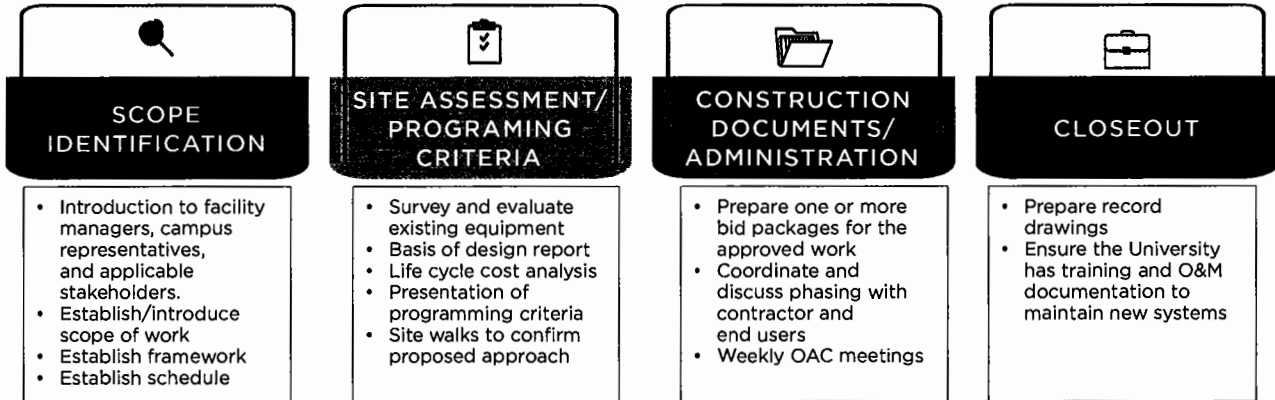 SCOPE
IDENTIFICATION
• Introduction to facility
managers, campus
representatives,
and applicable
stakeholders.
• Establish/introduce
scope of work
• Establish framework
• Establish schedule
SITE ASSESSMENT/
PROGRAMING
CRITERIA
• Survey and evaluate
existing equipment
• Basis of design report
• Life cycle cost analysis
• Presentation of
programming criteria
• Site walks to confirm
proposed approach
CONSTRUCTION
DOCUMENTS/
ADMINISTRATION
• Prepare one or more
bid packages for the
approved work
• Coordinate and
discuss phasing with
contractor and
end users
• Weekly OAC meetings
CLOSEOUT
• Prepare record
drawings
• Ensure the University
has training and O&M
documentation to
maintain new systems